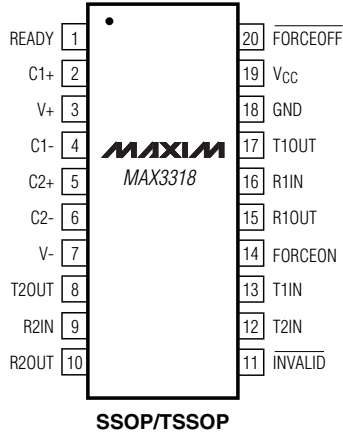 READY 1
C1+ 2
V+ 3
C1- 4
C2+ 5
C2- 6
V- 7
T2OUT 8
R2IN 9
R2OUT 10
MAXIM
MAX3318
20 FORCEOFF
19 VCC
18 GND
17 T1OUT
16 R1IN
15 R1OUT
14 FORCEON
13 T1IN
12 T2IN
11 INVALID
SSOP/TSSOP